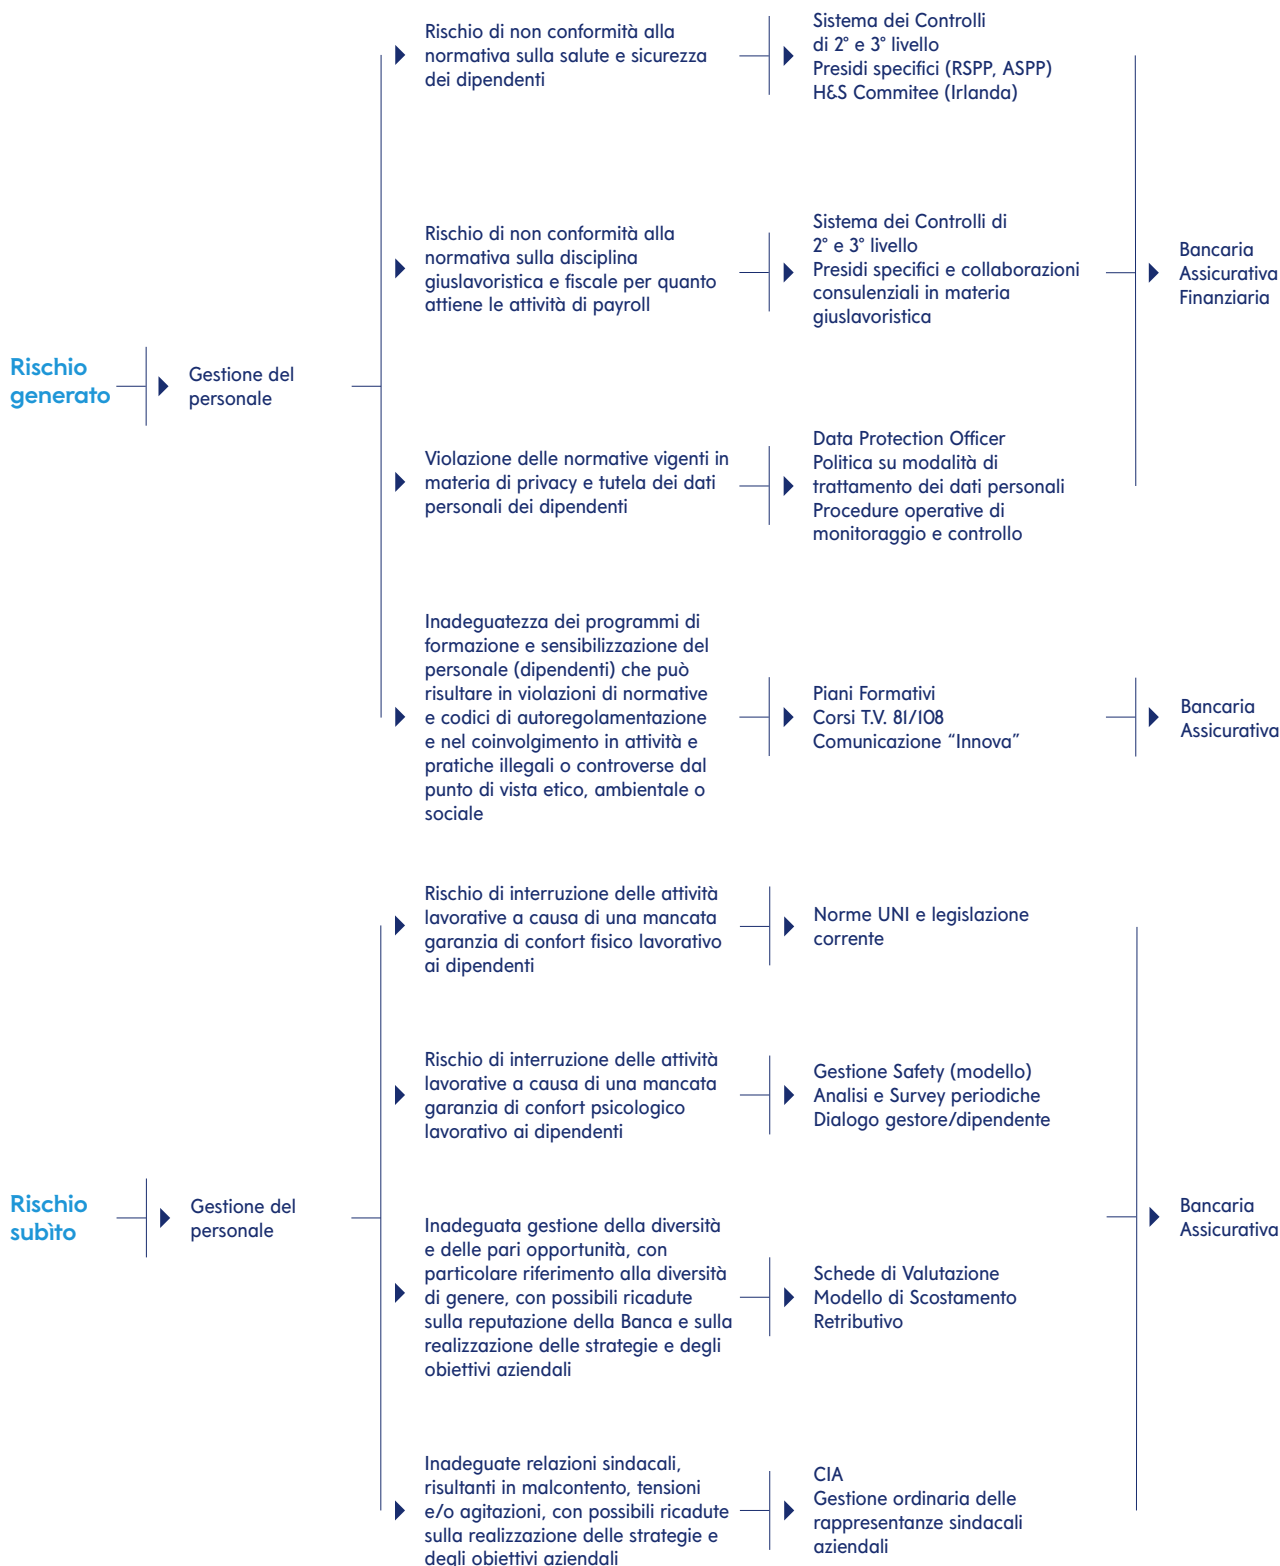 Rischio
generato
Gestione del
personale
Rischio di non conformità alla
normativa sulla salute e sicurezza
dei dipendenti
Sistema dei Controlli
di 2° e 3° livello
Presidi specifici (RSPP, ASPP)
H&S Commitee (Irlanda)
Rischio di non conformità alla
normativa sulla disciplina
giuslavoristica e fiscale per quanto
attiene le attività di payroll
Sistema dei Controlli di
2° e 3° livello
Presidi specifici e collaborazioni
consulenziali in materia
giuslavoristica
Violazione delle normative vigenti in
materia di privacy e tutela dei dati
personali dei dipendenti
Data Protection Officer
Politica su modalità di
trattamento dei dati personali
Procedure operative di
monitoraggio e controllo
Bancaria
Assicurativa
Finanziaria
Inadeguatezza dei programmi di
formazione e sensibilizzazione del
personale (dipendenti) che può
risultare in violazioni di normative
e codici di autoregolamentazione
e nel coinvolgimento in attività e
pratiche illegali o controverse dal
punto di vista etico, ambientale o
sociale
Piani Formativi
Corsi T.V. 81/108
Comunicazione “Innova”
Bancaria
Assicurativa
Rischio
subìto
Gestione del
personale
Rischio di interruzione delle attività
lavorative a causa di una mancata
garanzia di confort fisico lavorativo
ai dipendenti
Norme UNI e legislazione
corrente
Rischio di interruzione delle attività
lavorative a causa di una mancata
garanzia di confort psicologico
lavorativo ai dipendenti
Gestione Safety (modello)
Analisi e Survey periodiche
Dialogo gestore/dipendente
Inadeguata gestione della diversità
e delle pari opportunità, con
particolare riferimento alla diversità
di genere, con possibili ricadute
sulla reputazione della Banca e sulla
realizzazione delle strategie e degli
obiettivi aziendali
Schede di Valutazione
Modello di Scostamento
Retributivo
Inadeguate relazioni sindacali,
risultanti in malcontento, tensioni
e/o agitazioni, con possibili ricadute
sulla realizzazione delle strategie e
degli obiettivi aziendali
CIA
Gestione ordinaria delle
rappresentanze sindacali
aziendali
Bancaria
Assicurativa